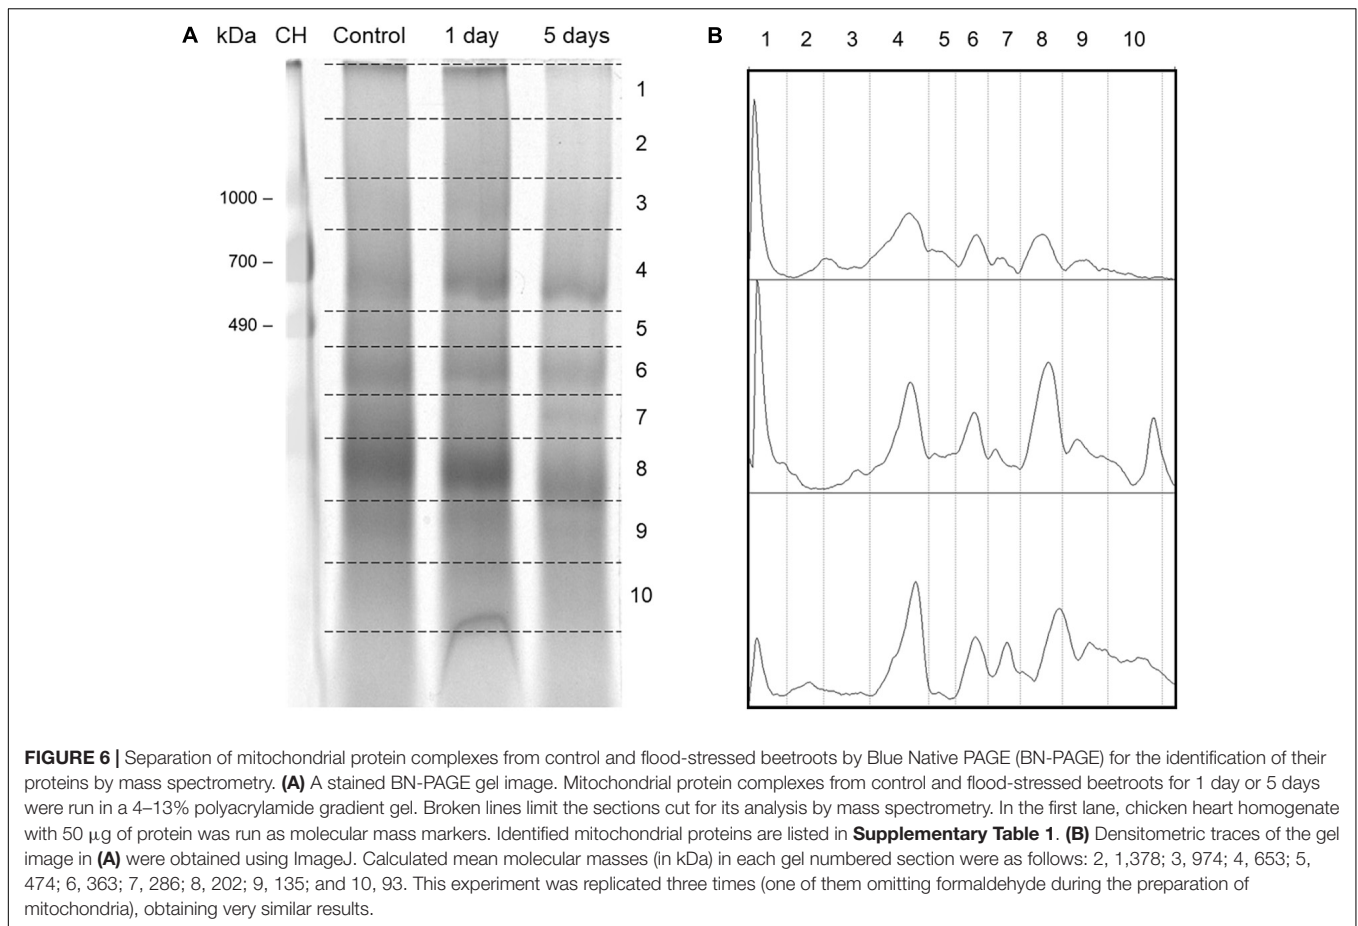 A kDa CH Control 1 day 5 days
1
2
3
4
5
6
7
8
9
10
1000 –
700 –
490 –
B 1 2 3 4 5 6 7 8 9 10
FIGURE 6 | Separation of mitochondrial protein complexes from control and flood-stressed beetroots by Blue Native PAGE (BN-PAGE) for the identification of their
proteins by mass spectrometry. (A) A stained BN-PAGE gel image. Mitochondrial protein complexes from control and flood-stressed beetroots for 1 day or 5 days
were run in a 4–13% polyacrylamide gradient gel. Broken lines limit the sections cut for its analysis by mass spectrometry. In the first lane, chicken heart homogenate
with 50 μg of protein was run as molecular mass markers. Identified mitochondrial proteins are listed in Supplementary Table 1. (B) Densitometric traces of the gel
image in (A) were obtained using ImageJ. Calculated mean molecular masses (in kDa) in each gel numbered section were as follows: 2, 1,378; 3, 974; 4, 653; 5,
474; 6, 363; 7, 286; 8, 202; 9, 135; and 10, 93. This experiment was replicated three times (one of them omitting formaldehyde during the preparation of
mitochondria), obtaining very similar results.